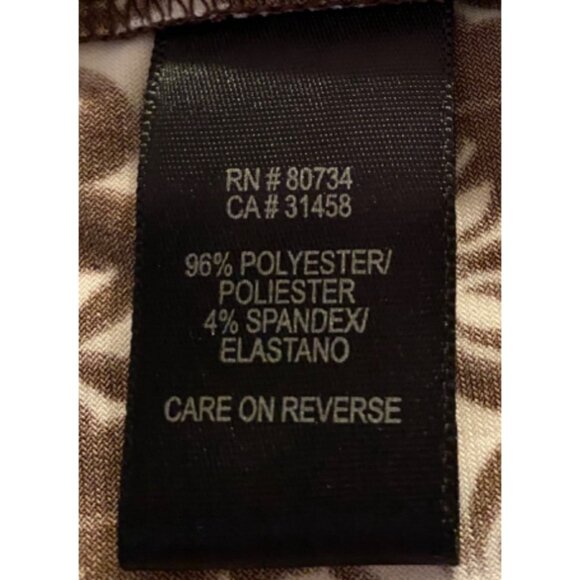 RN # 80734
CA # 31458
96% POLYESTER/
POLIESTER
4% SPANDEX/
ELASTANO
CARE ON REVERSE